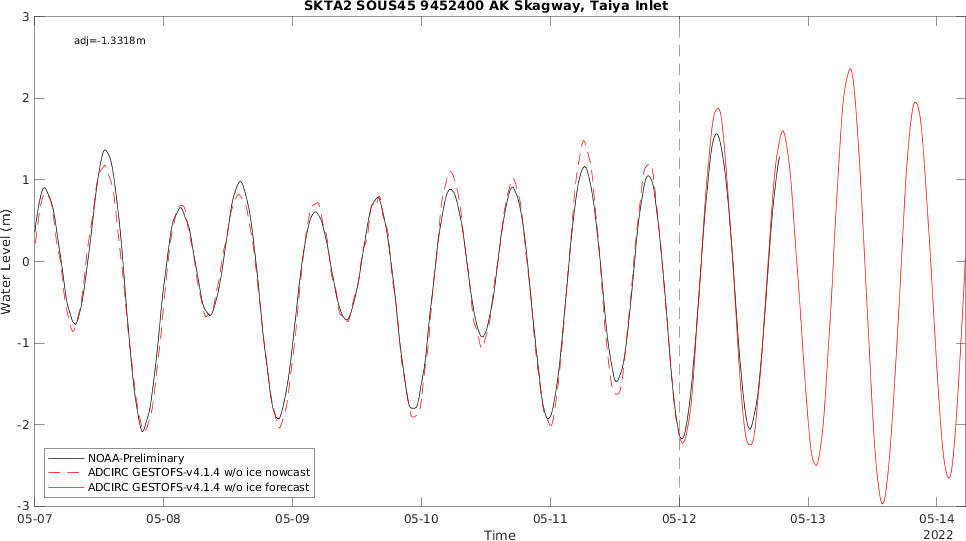 SKTA2 SOUS45 9452400 AK Skagway, Taiya Inlet
adj=-1.3318m
3
2
1
0
-1
-2
-3
Water Level (m)
NOAA-Preliminary
ADCIRC GESTOFS-v4.1.4 w/o ice nowcast
ADCIRC GESTOFS-v4.1.4 w/o ice forecast
05-07 05-08 05-09 05-10 05-11 05-12 05-13 05-14
Time
2022